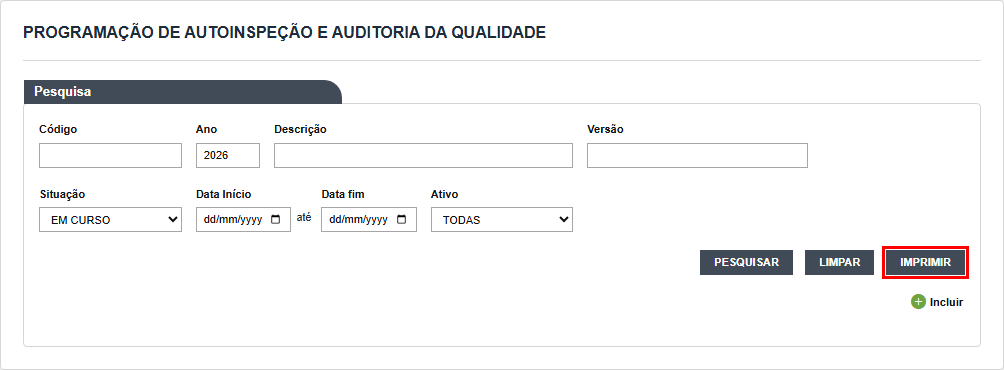 PROGRAMAÇÃO DE AUTOINSPEÇÃO E AUDITORIA DA QUALIDADE
Pesquisa
Código Ano Descrição Versão
2026
Situação Data Início Data fim Ativo
EM CURSO dd/mm/yyyy até dd/mm/yyyy TODAS
PESQUISAR LIMPAR IMPRIMIR
Incluir